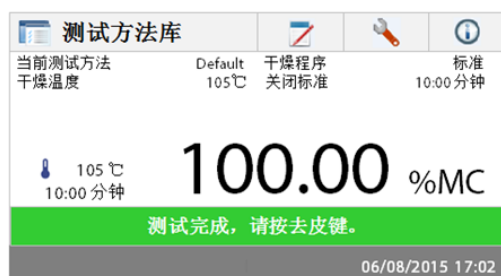 测试方法库
当前测试方法 Default 干燥程序 标准
干燥温度 105℃ 关闭标准 10:00 分钟
105 ℃
10:00 分钟
100.00 %MC
测试完成，请按去皮键。
06/08/2015 17:02